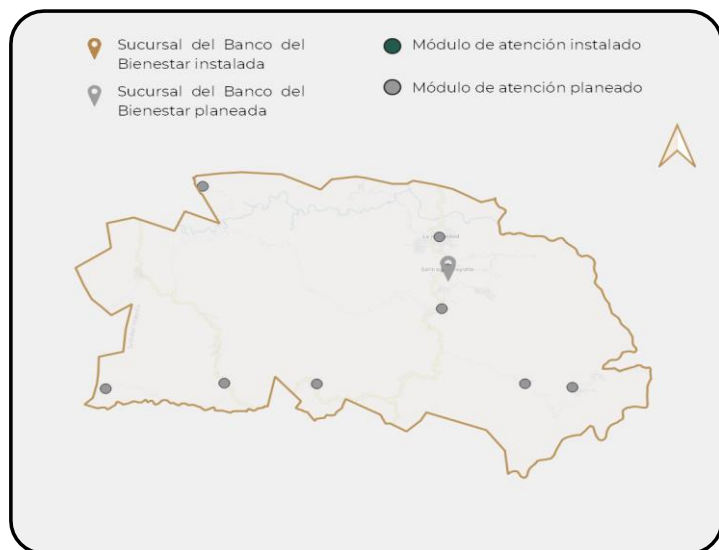 Sucursal del Banco del
Bienestar instalada
Sucursal del Banco del
Bienestar planeada
Módulo de atención instalado
Módulo de atención planeado